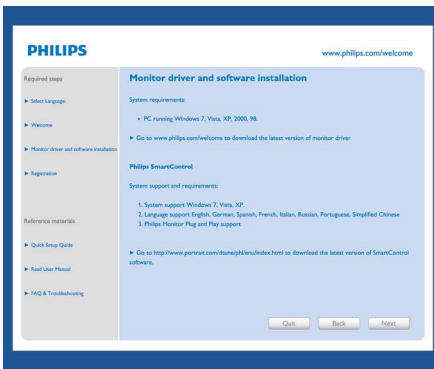 PHILIPS
www.philips.com/welcome
Required steps
Select Language:
Welcome
Monitor driver and software installation
Registration
Reference materials
Quick Setup Quide
Read User Manual
FAQ & Troubleshooting
Monitor driver and software installation
System requirements:
• PC running Windows 7, Vista, XP, 2000, 98.
Go to www.philips.com/welcome to download the latest version of monitor driver
Philips SmartControl
System support and requirements:
1. System support Windows 7, Vista, XP.
2. Language support English, German, Spanish, French, Italian, Russian, Portuguese, Simplified Chinese
3. Philips Monitor Plug and Play support
Go to http://www.portrait.com/dtune/phl/enu/index.html to download the latest version of SmartControl
software.
Quit
Back
Next